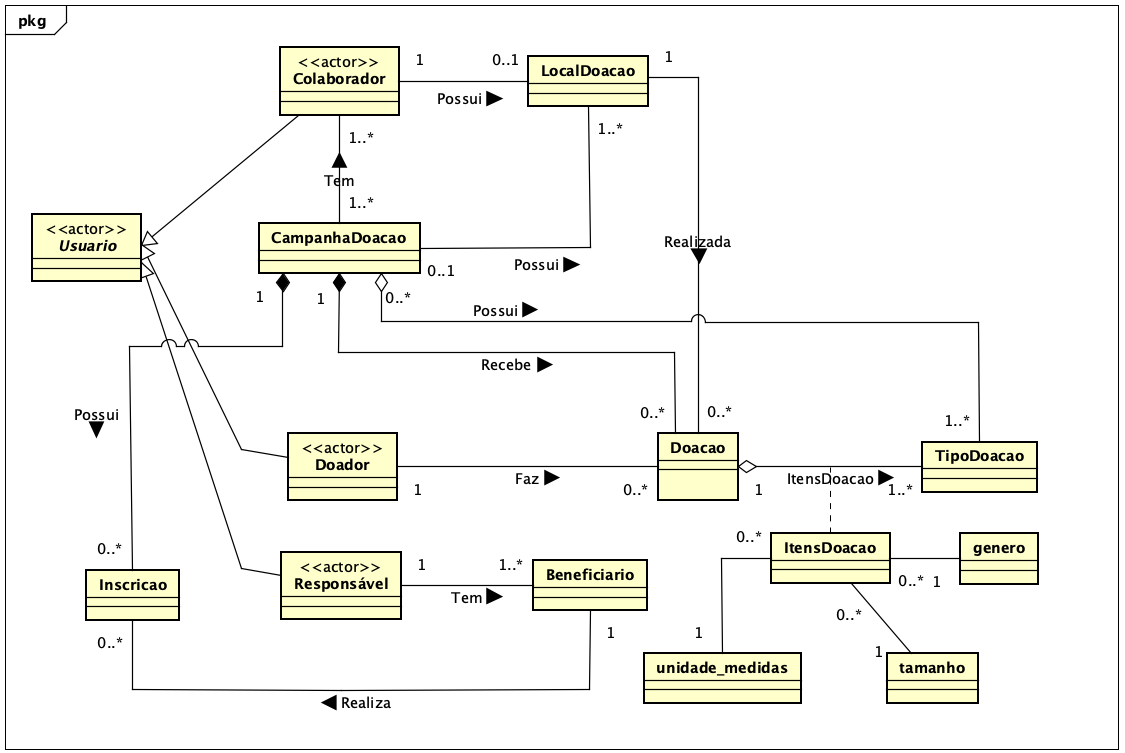 pkg
<<actor>>
Colaborador
1
0..1
Possui
LocalDoacao
1
1..*
Tem
1..*
1..*
<<actor>>
Usuario
CampanhaDoacao
0..1
Possui
Realizada
1
1
0..*
Possui
Recebe
Possui
0..*
0..*
1..*
<<actor>>
Doador
1
Faz
0..*
Doacao
1
ItensDoacao
1..*
TipoDoacao
0..*
Inscricao
0..*
<<actor>>
Responsável
1
Tem
1..*
Beneficiario
1
Realiza
0..*
ItensDoacao
0..*
1
genero
0..*
1
tamanho
1
unidade_medidas